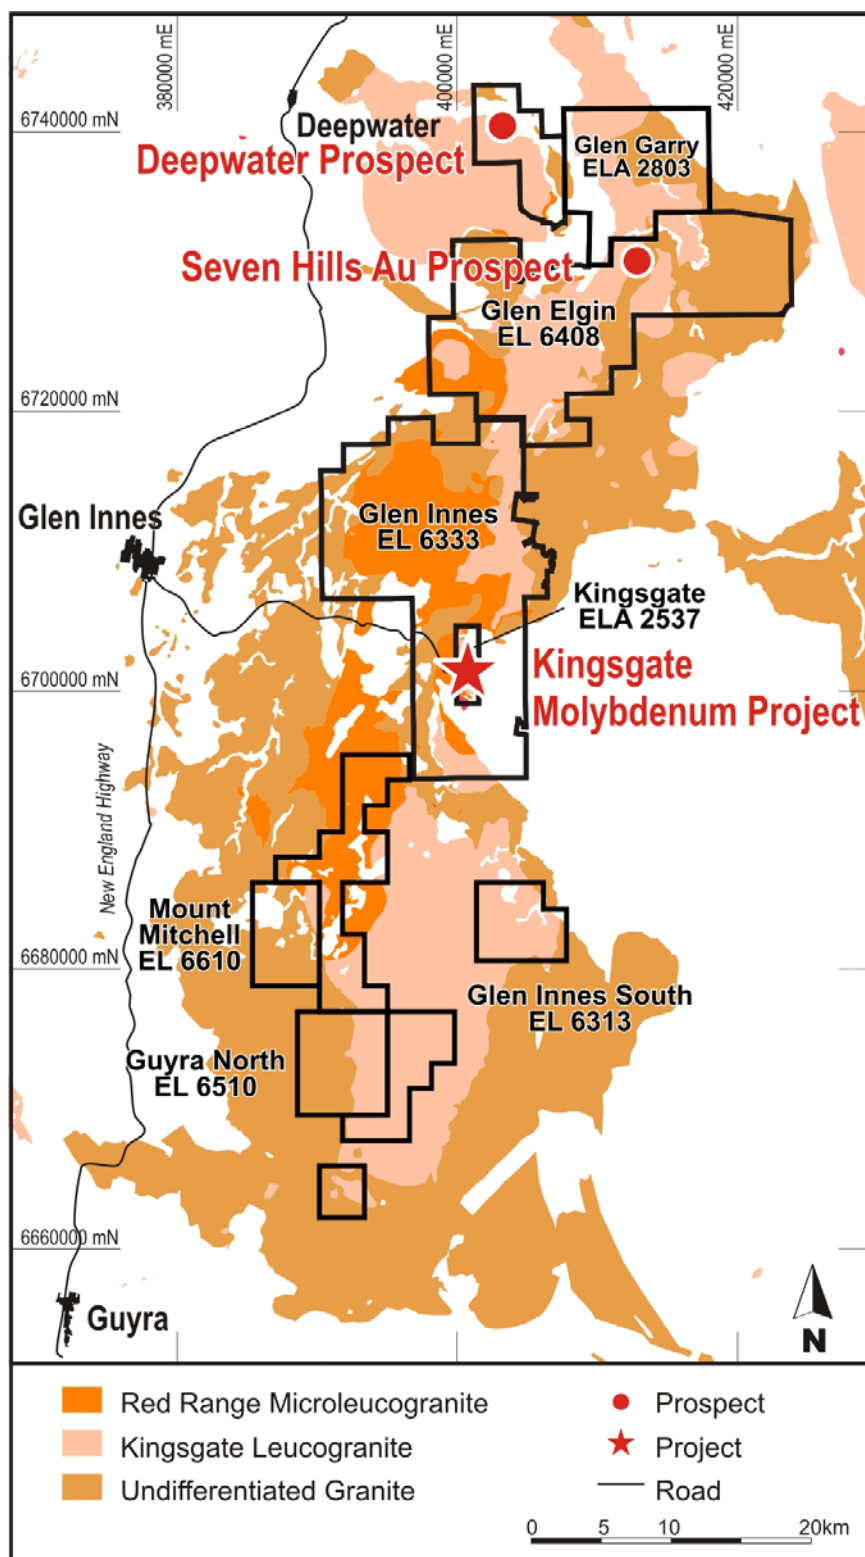 380000 mE
400000 mE
420000 mE
6740000 mN
Deepwater
Deepwater Prospect
Glen Garry
ELA 2803
Seven Hills Au Prospect
Glen Elgin
EL 6408
6720000 mN
Glen Innes
Glen Innes
EL 6333
Kingsgate
ELA 2537
Kingsgate
Molybdenum Project
6700000 mN
New England Highway
Mount
Mitchell
EL 6610
6680000 mN
Glen Innes South
EL 6313
Guyra North
EL 6510
6660000 mN
Guyra
N
Red Range Microleucogranite
Kingsgate Leucogranite
Undifferentiated Granite
Prospect
Project
Road
0 5 10 20km